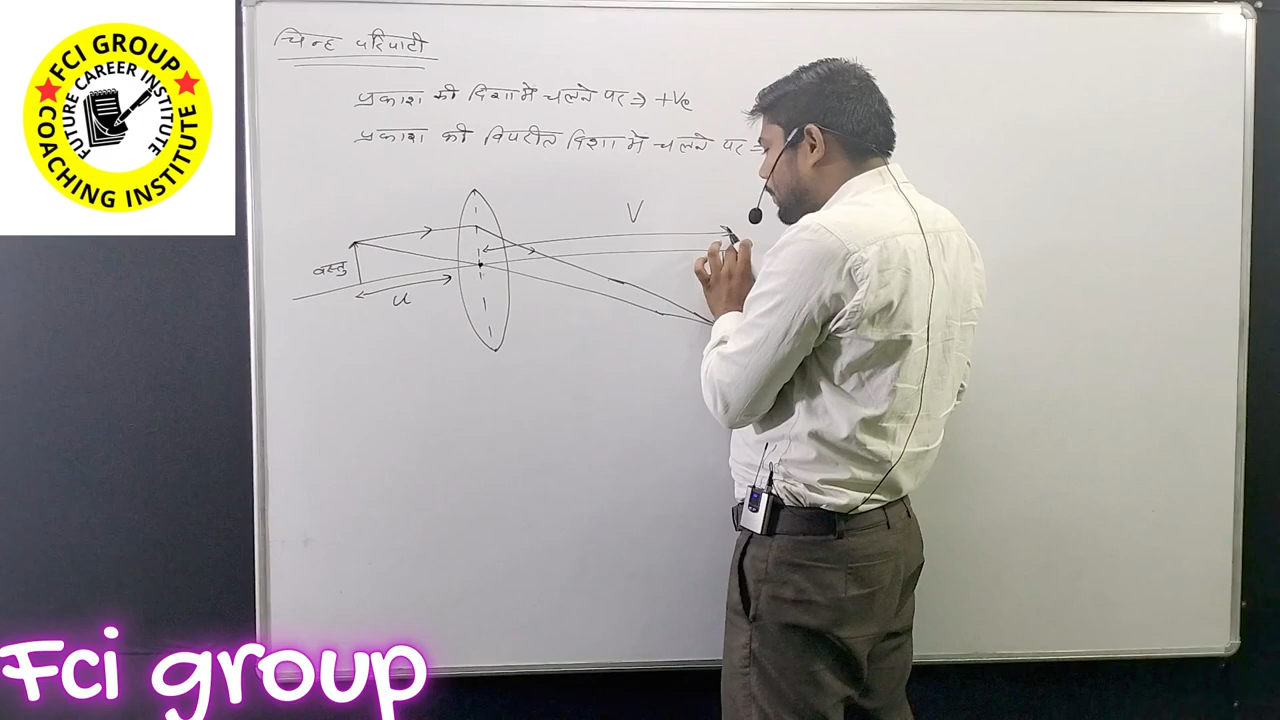 FCI GROUP
FUTURE CAREER INSTITUTE
COACHING INSTITUTE
चिन्ह परिपाटी
प्रकाश की दिशा में चलने पर ⇒ +Ve
प्रकाश की विपरीत दिशा में चलने पर ⇒
V
वस्तु
u
Fci group